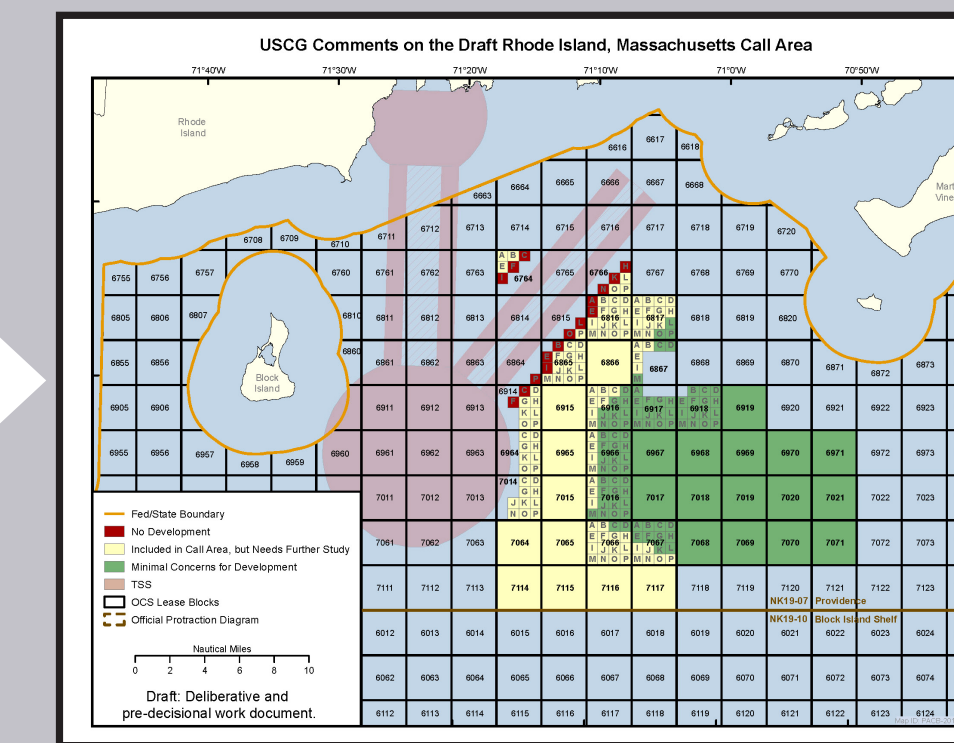 USCG Comments on the Draft Rhode Island, Massachusetts Call Area
71°40'W 71°30'W 71°20'W 71°10'W 71°0'W 70°50'W
Rhode
Island
6616 6617 6618
6663 6664 6665 6666 6667 6668
Mart
Vine
6708 6709 6710 6711 6712 6713 6714 6715 6716 6717 6718 6719 6720
6755 6756 6757 6760 6761 6762 6763 6764 6765 6766 6767 6768 6769 6770
6805 6806 6807 6810 6811 6812 6813 6814 6815 6816 6817 6818 6819 6820
6855 6856 6860 6861 6862 6863 6864 6865 6866 6867 6868 6869 6870 6871 6872 6873
Block
Island
6905 6906 6911 6912 6913 6914 6915 6916 6917 6918 6919 6920 6921 6922 6923
6955 6956 6957 6958 6959 6960 6961 6962 6963 6964 6965 6966 6967 6968 6969 6970 6971 6972 6973
7011 7012 7013 7014 7015 7016 7017 7018 7019 7020 7021 7022 7023
7061 7062 7063 7064 7065 7066 7067 7068 7069 7070 7071 7072 7073
7111 7112 7113 7114 7115 7116 7117 7118 7119 7120 7121 7122 7123
NK19-07 Providence
NK19-10 Block Island Shelf
6012 6013 6014 6015 6016 6017 6018 6019 6020 6021 6022 6023 6024
6062 6063 6064 6065 6066 6067 6068 6069 6070 6071 6072 6073 6074
6112 6113 6114 6115 6116 6117 6118 6119 6120 6121 6122 6123 6124
Fed/State Boundary
No Development
Included in Call Area, but Needs Further Study
Minimal Concerns for Development
TSS
OCS Lease Blocks
Official Protraction Diagram
Nautical Miles
0 2 4 6 8 10
Draft: Deliberative and
pre-decisional work document.
Map ID: PACB-20